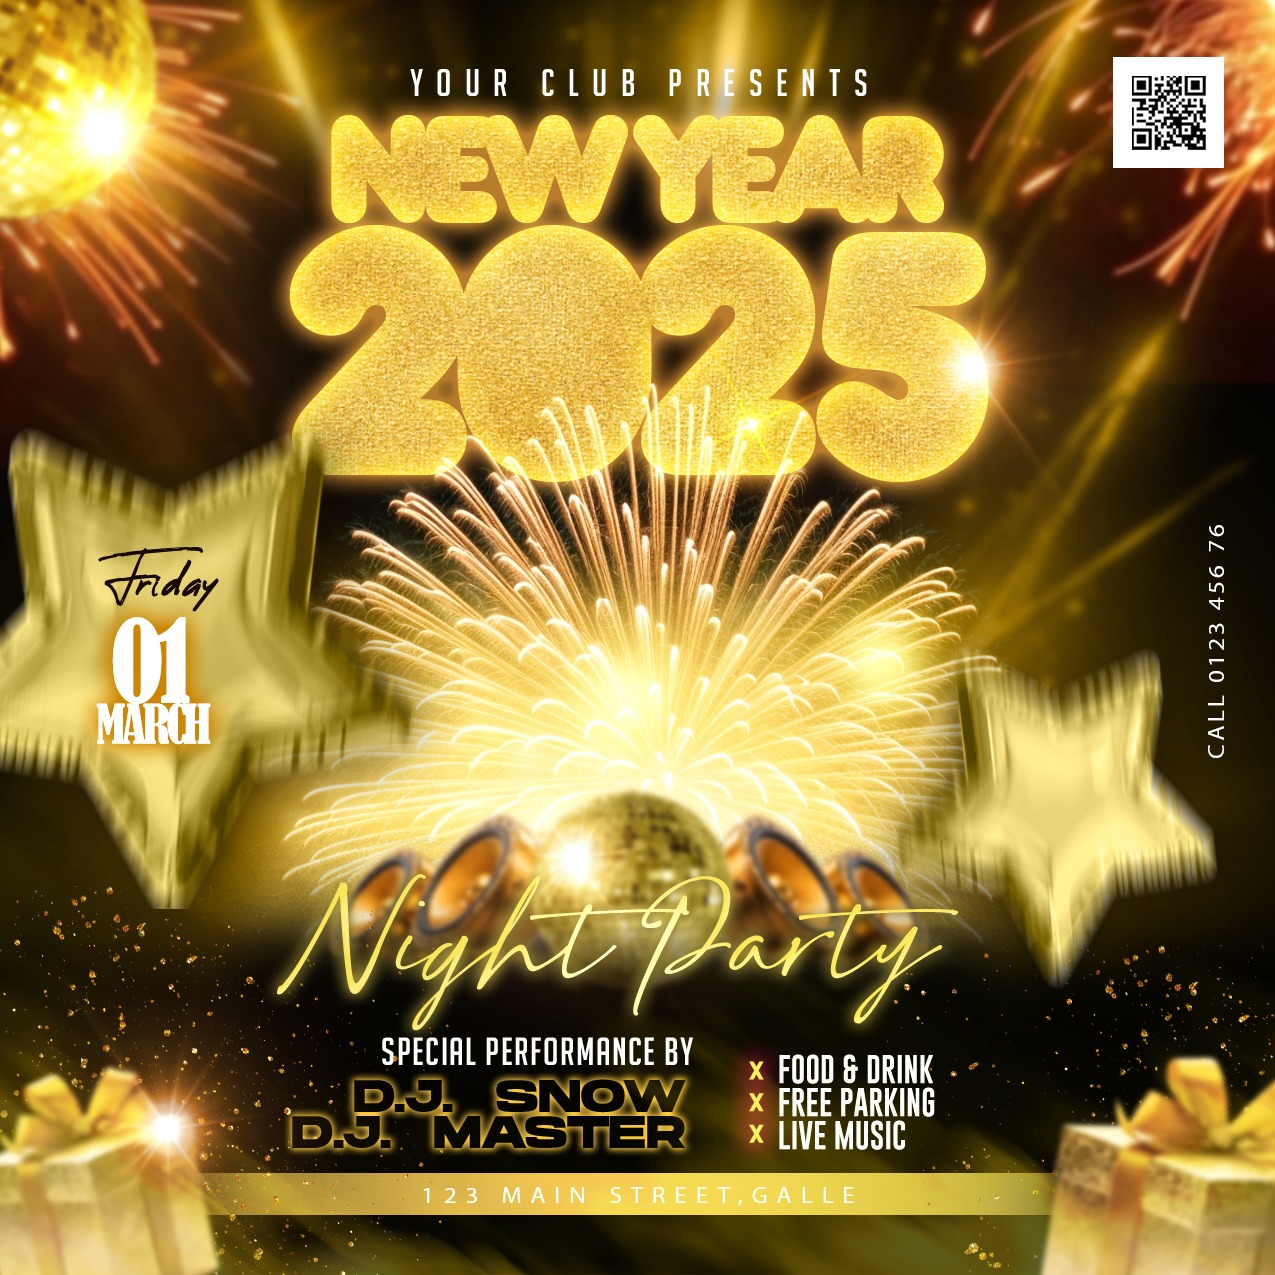 YOUR CLUB PRESENTS
NEW YEAR
2025
Friday
01
MARCH
CALL 0123 456 76
Night Party
SPECIAL PERFORMANCE BY
D.J. SNOW
D.J. MASTER
x FOOD & DRINK
x FREE PARKING
x LIVE MUSIC
123 MAIN STREET,GALLE